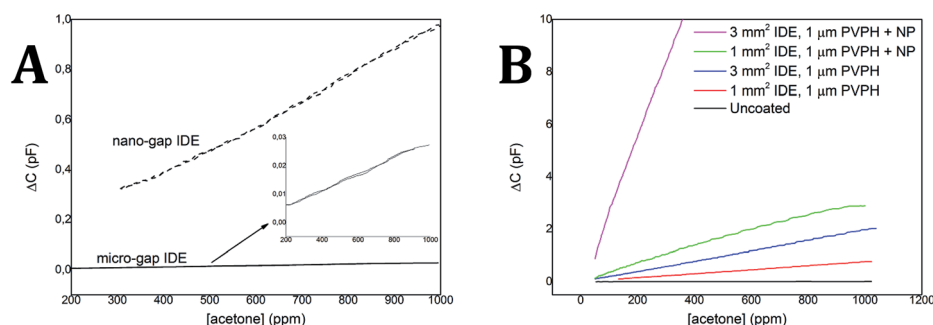 A
1,0
0,8
0,6
0,4
0,2
0,0
ΔC (pF)
nano-gap IDE
micro-gap IDE
0,03
0,02
0,01
0,00
200 400 600 800 1000
200 300 400 500 600 700 800 900 1000
[acetone] (ppm)
B
10
8
6
4
2
0
ΔC (pF)
3 mm² IDE, 1 μm PVPH + NP
1 mm² IDE, 1 μm PVPH + NP
3 mm² IDE, 1 μm PVPH
1 mm² IDE, 1 μm PVPH
Uncoated
0 400 800 1200
[acetone] (ppm)